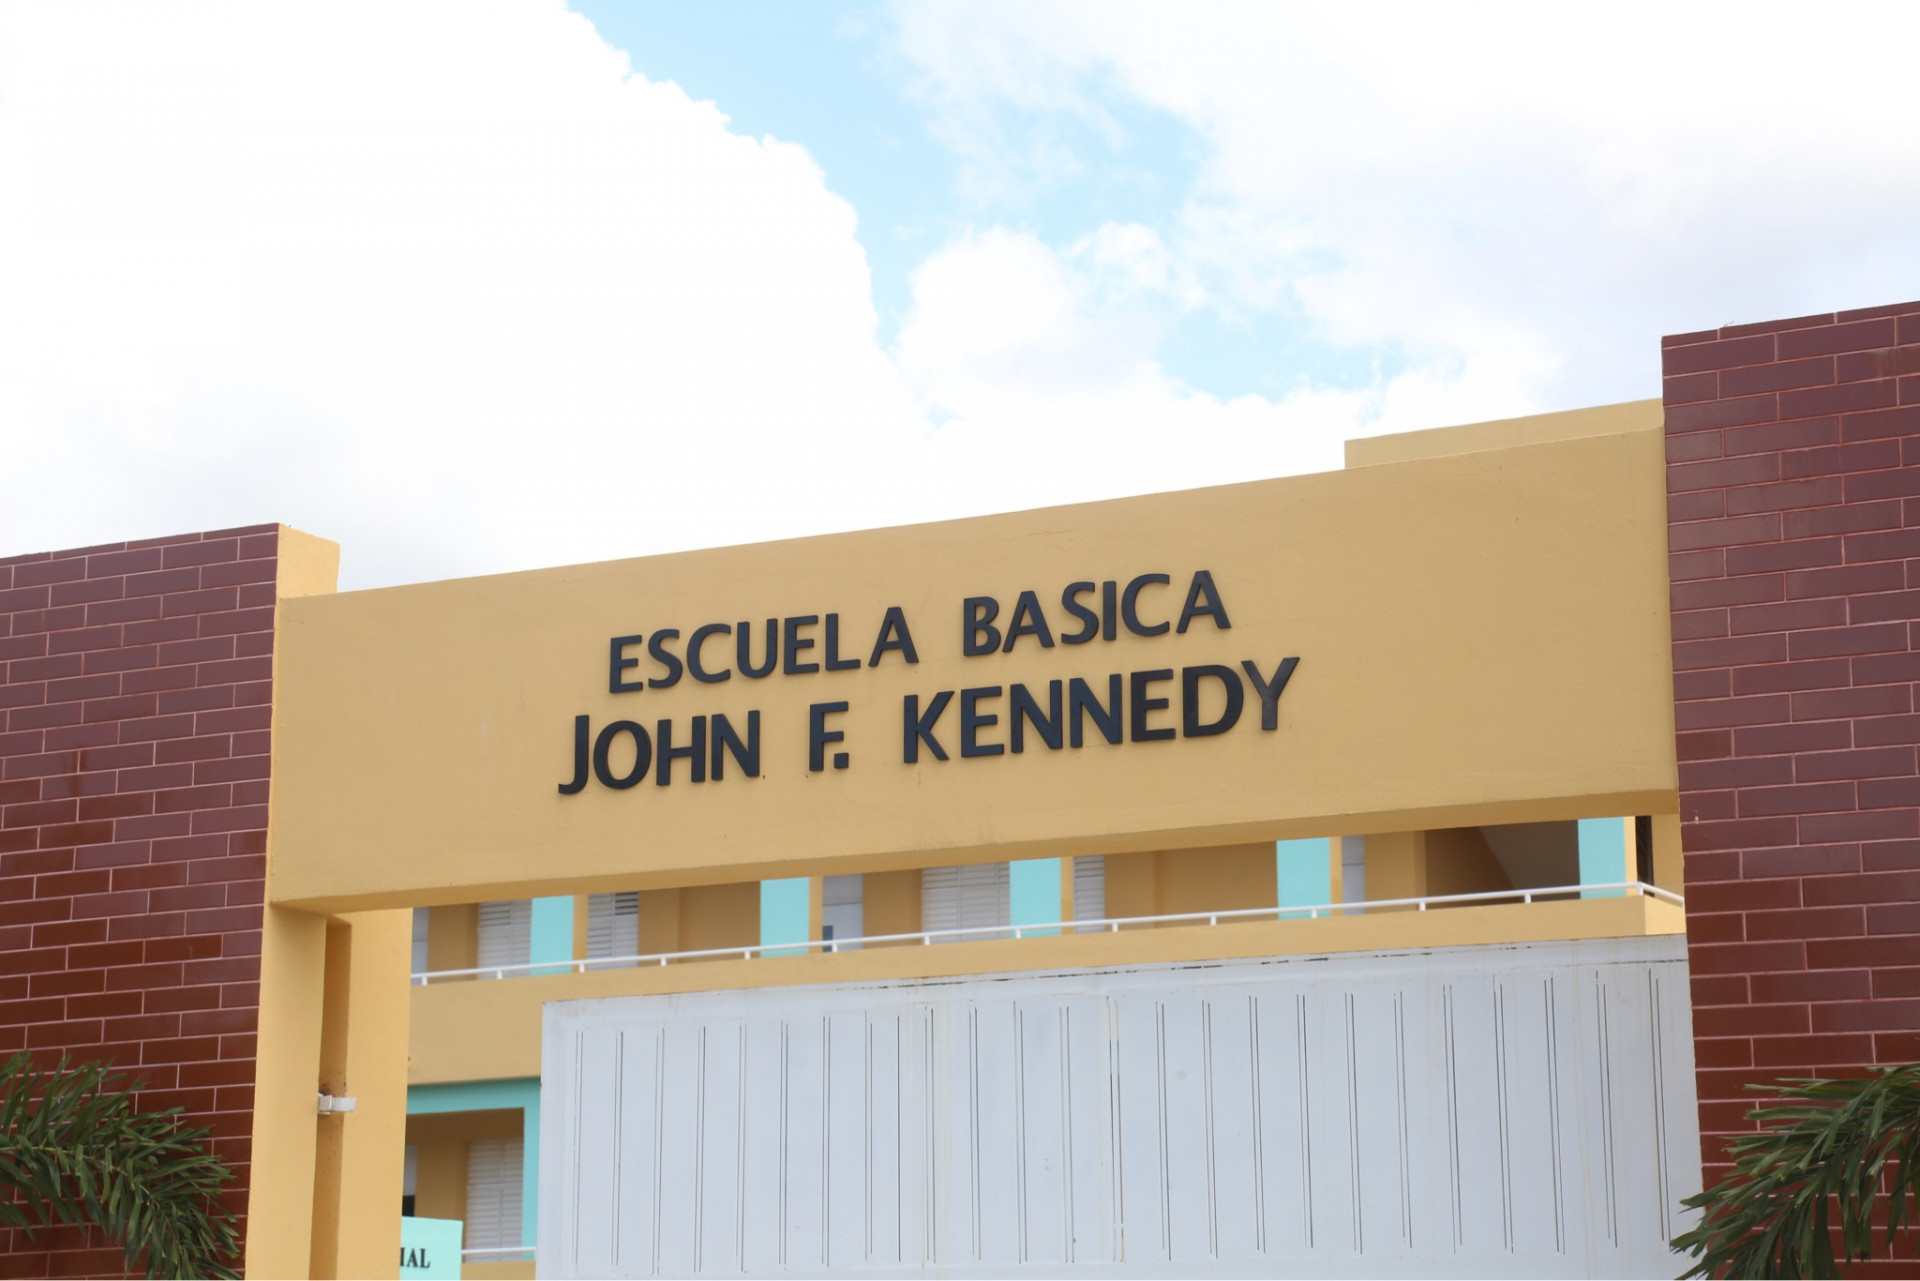 ESCUELA BASICA
JOHN F. KENNEDY